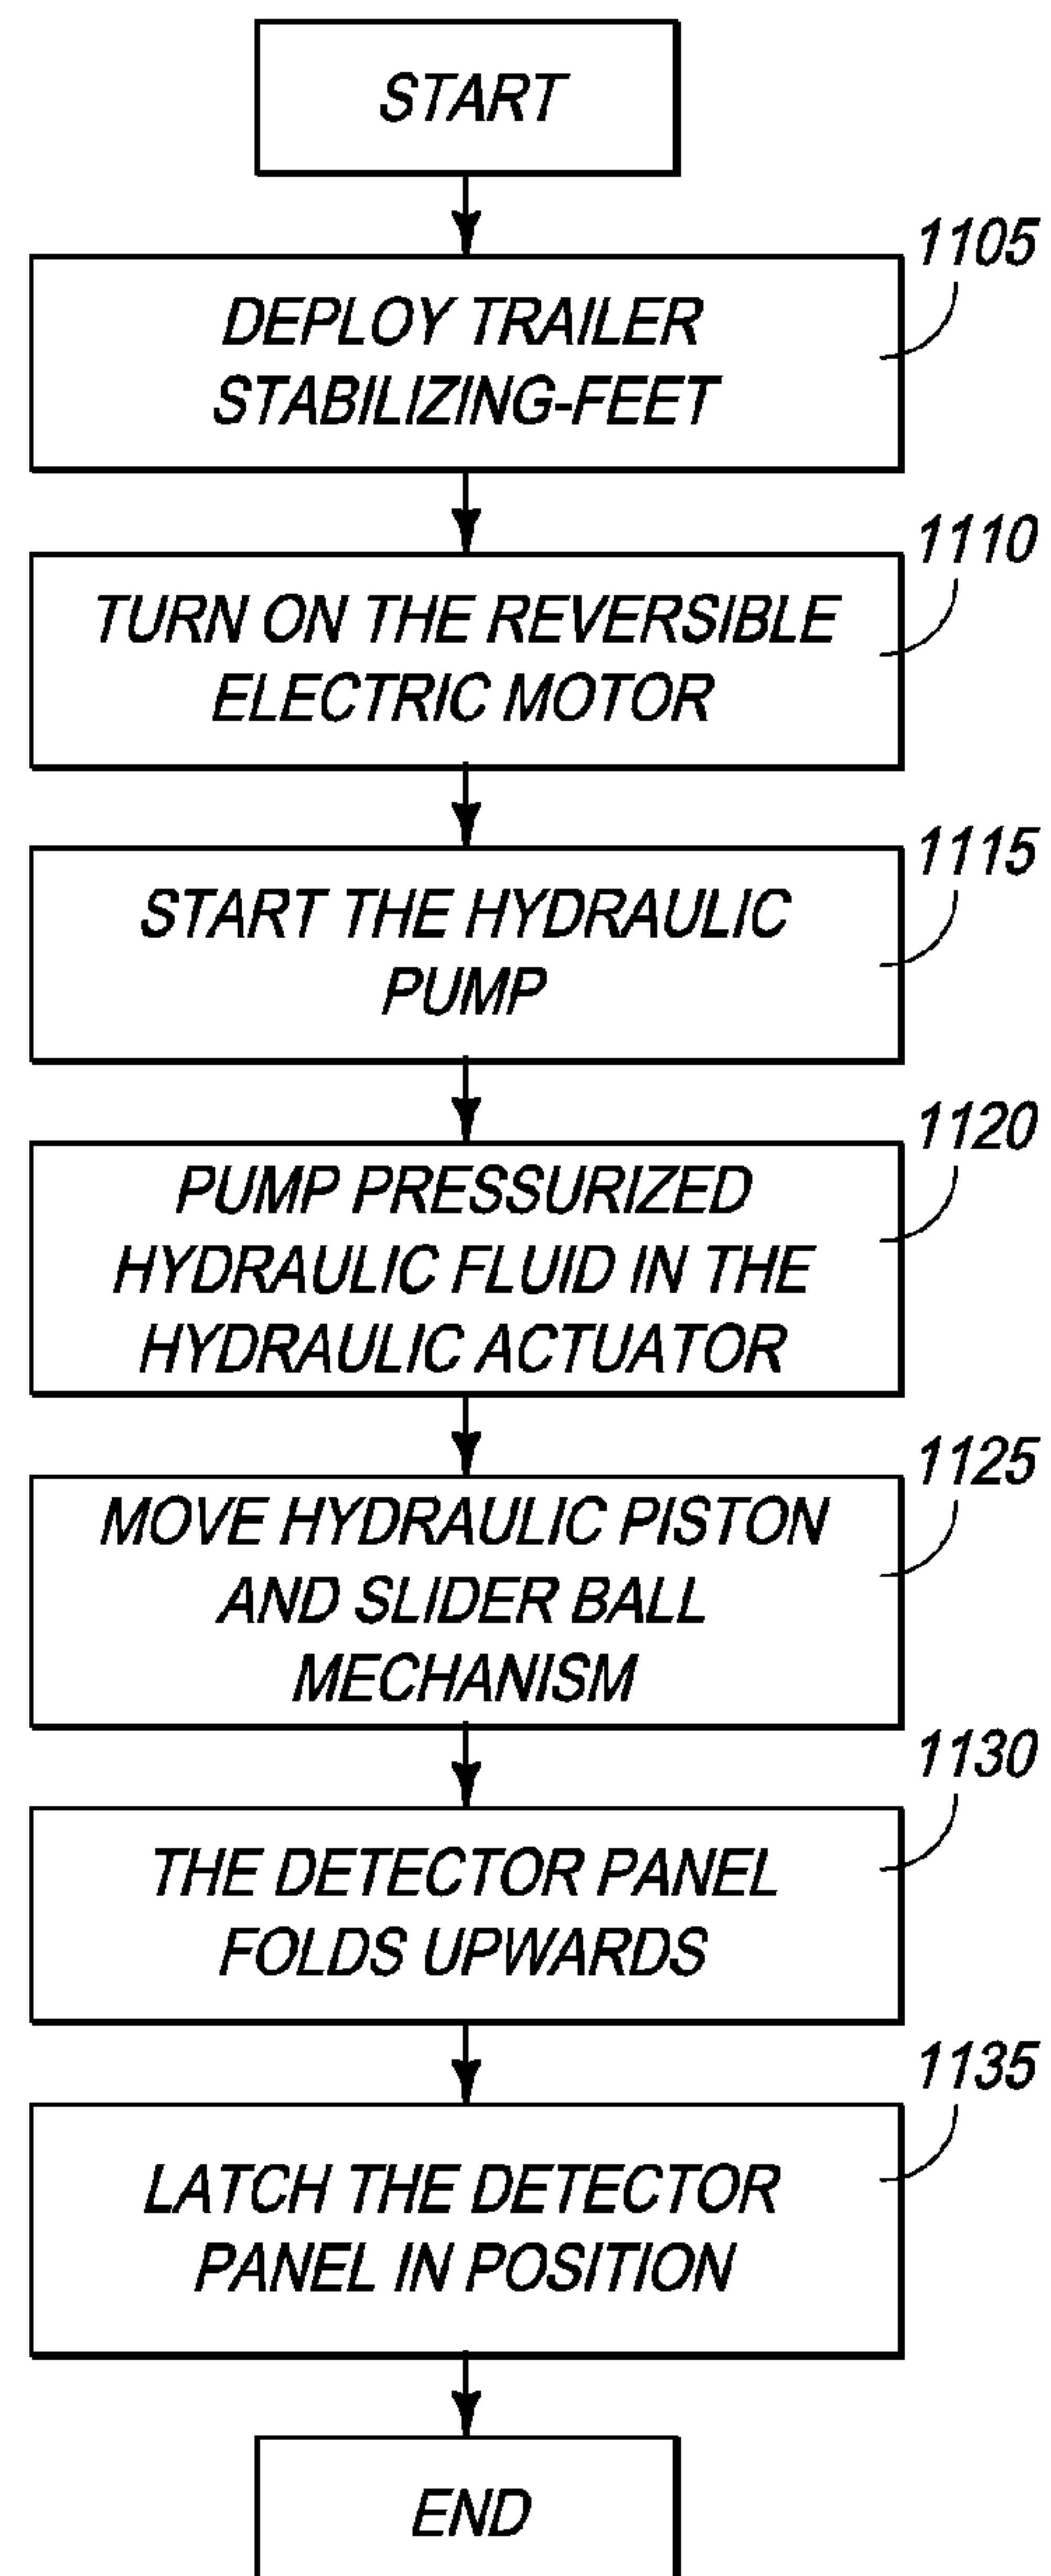 START
1105
DEPLOY TRAILER
STABILIZING-FEET
1110
TURN ON THE REVERSIBLE
ELECTRIC MOTOR
1115
START THE HYDRAULIC
PUMP
1120
PUMP PRESSURIZED
HYDRAULIC FLUID IN THE
HYDRAULIC ACTUATOR
1125
MOVE HYDRAULIC PISTON
AND SLIDER BALL
MECHANISM
1130
THE DETECTOR PANEL
FOLDS UPWARDS
1135
LATCH THE DETECTOR
PANEL IN POSITION
END